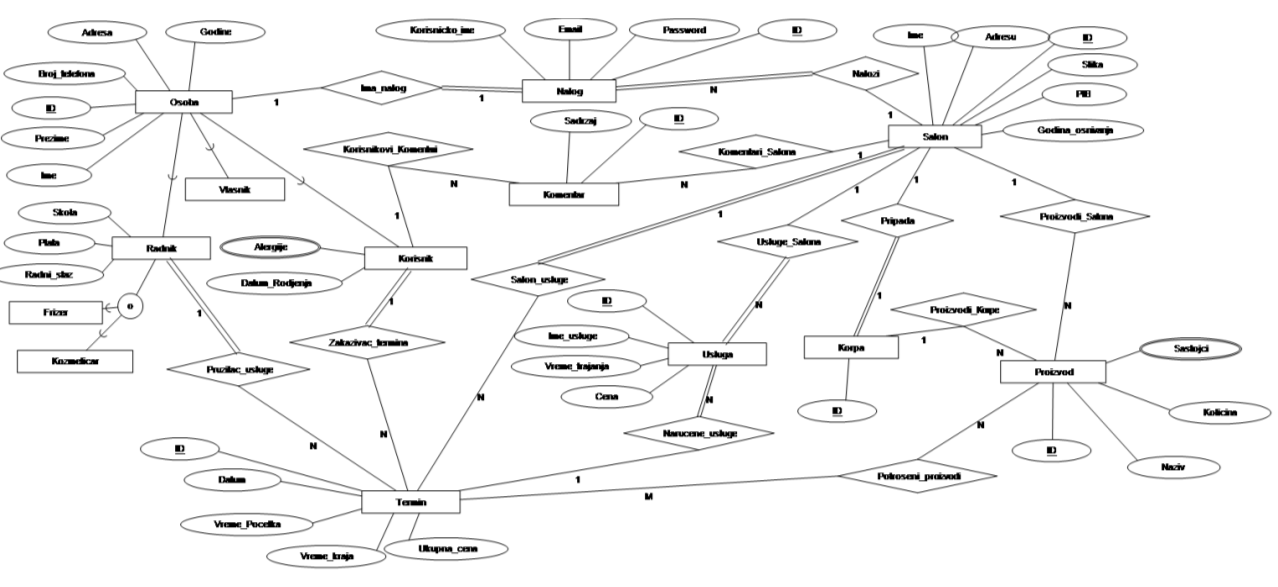 Adresa
Godine
Korisnicko_ime
Email
Password
ID
Ime
Adresu
ID
Broj_telefona
Osoba
1
Ima_nalog
1
Nalog
N
Nalozi
Slika
ID
PIB
Prezime
Sadrzaj
ID
1
Salon
Godina_osnivanja
Ime
Vlasnik
Korisnikovi_Komentari
N
Komentar
N
Komentari_Salona
1
Skola
1
1
1
1
1
Plata
Radnik
Alergije
Korisnik
Usluge_Salona
Pripada
Proizvodi_Salona
Radni_staz
Datum_Rodjenja
Salon_usluge
Frizer
o
1
1
ID
N
1
Proizvodi_Korpe
N
Kozmeticar
Zakazivac_termina
Ime_usluge
Usluga
Korpa
1
N
Sastojci
Pruzilac_usluge
Vreme_trajanja
Proizvod
Cena
N
N
ID
Kolicina
N
N
N
Narucene_usluge
N
ID
ID
Datum
1
M
Potroseni_proizvodi
Naziv
Termin
Vreme_Pocetka
Vreme_kraja
Ukupna_cena